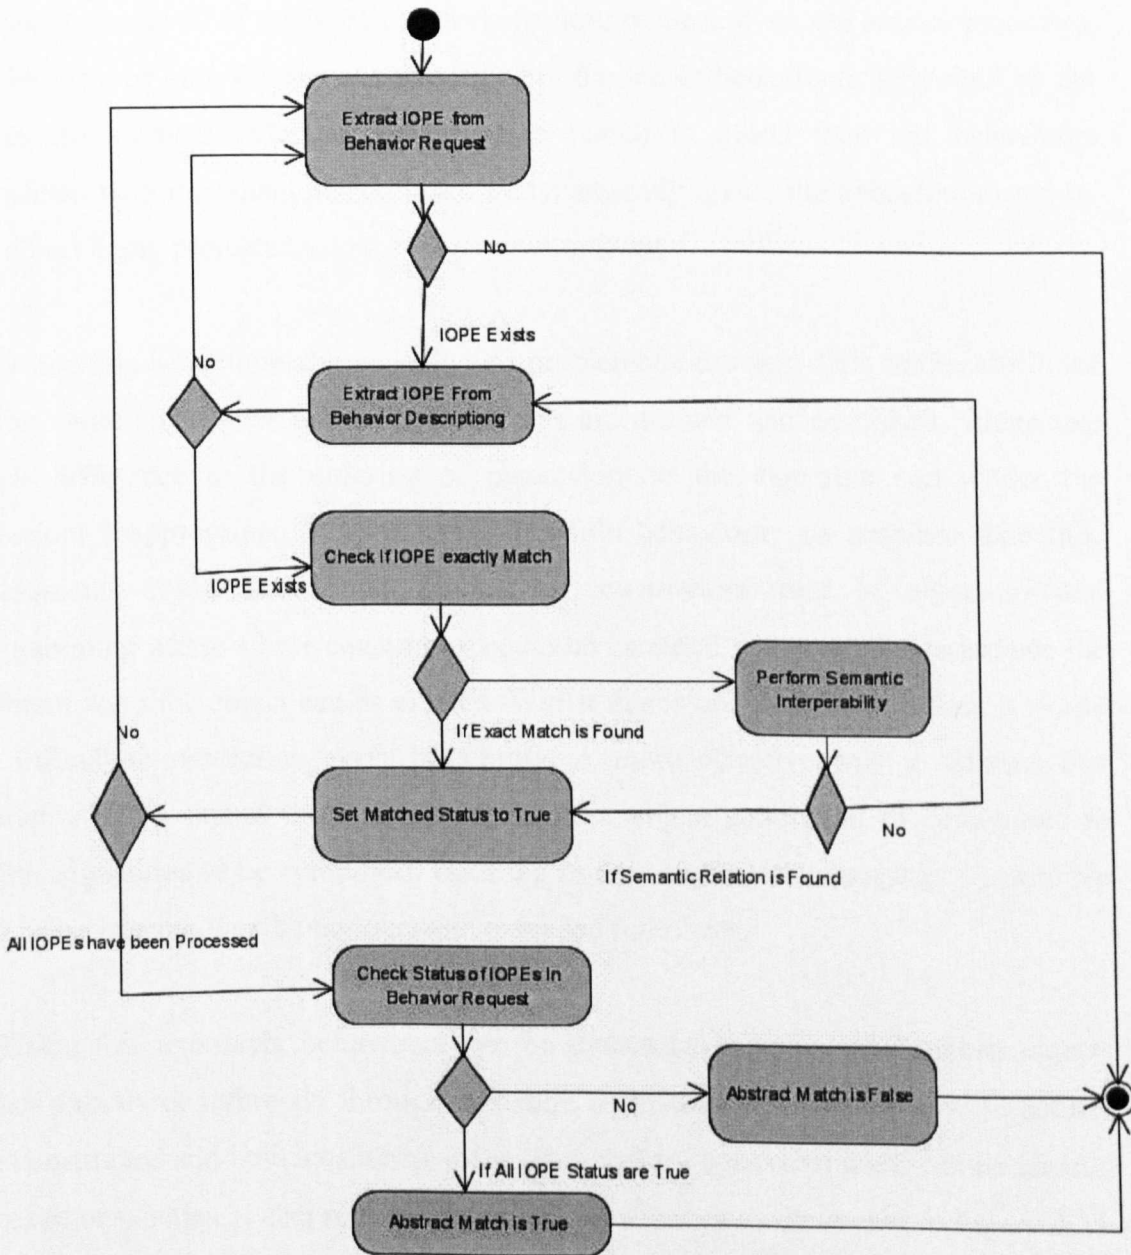 Extract IOPE from
Behavior Request
No
IOPE Exists
No
Extract IOPE From
Behavior Descriptiong
Check If IOPE exactly Match
IOPE Exists
Perform Semantic
Interperability
If Exact Match is Found
No
Set Matched Status to True
No
If Semantic Relation is Found
All IOPEs have been Processed
Check Status of IOPEs In
Behavior Request
Abstract Match is False
No
If All IOPE Status are True
Abstract Match is True